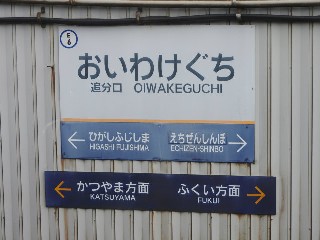 E
6
おいわけぐち
追分口 OIWAKEGUCHI
ひがしふじしま えちぜんしんぼ
HIGASHI FUJISHIMA ECHIZEN-SHINBO
かつやま方面 ふくい方面
KATSUYAMA FUKUI